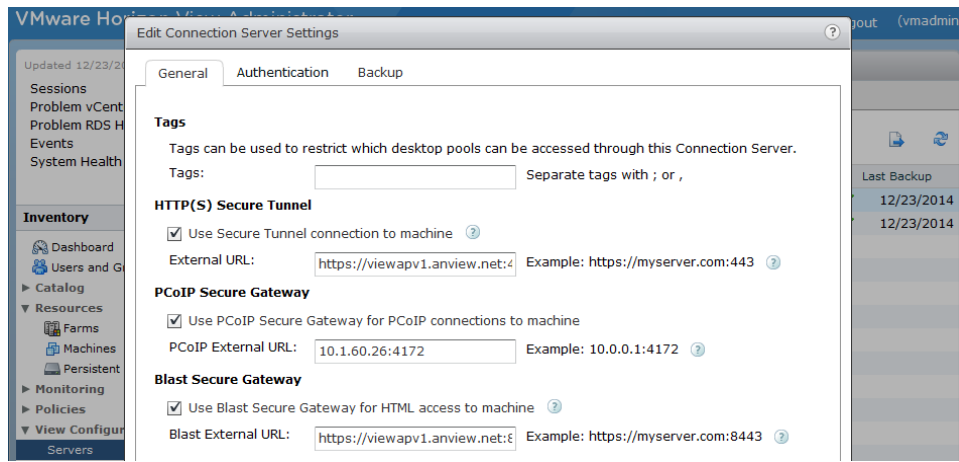 VMware Horizon View Administrator
Logout (vmadmin
Edit Connection Server Settings
?
Updated 12/23/20
Sessions
Problem vCent
Problem RDS H
Events
System Health
General Authentication Backup
Tags
Tags can be used to restrict which desktop pools can be accessed through this Connection Server.
Tags: Separate tags with ; or ,
HTTP(S) Secure Tunnel
Use Secure Tunnel connection to machine ?
External URL: https://viewapv1.anview.net:4 Example: https://myserver.com:443 ?
PCoIP Secure Gateway
Use PCoIP Secure Gateway for PCoIP connections to machine
PCoIP External URL: 10.1.60.26:4172 Example: 10.0.0.1:4172 ?
Blast Secure Gateway
Use Blast Secure Gateway for HTML access to machine ?
Blast External URL: https://viewapv1.anview.net:8 Example: https://myserver.com:8443 ?
Inventory
Dashboard
Users and Gr
Catalog
Resources
Farms
Machines
Persistent
Monitoring
Policies
View Configur
Servers
Last Backup
12/23/2014
12/23/2014